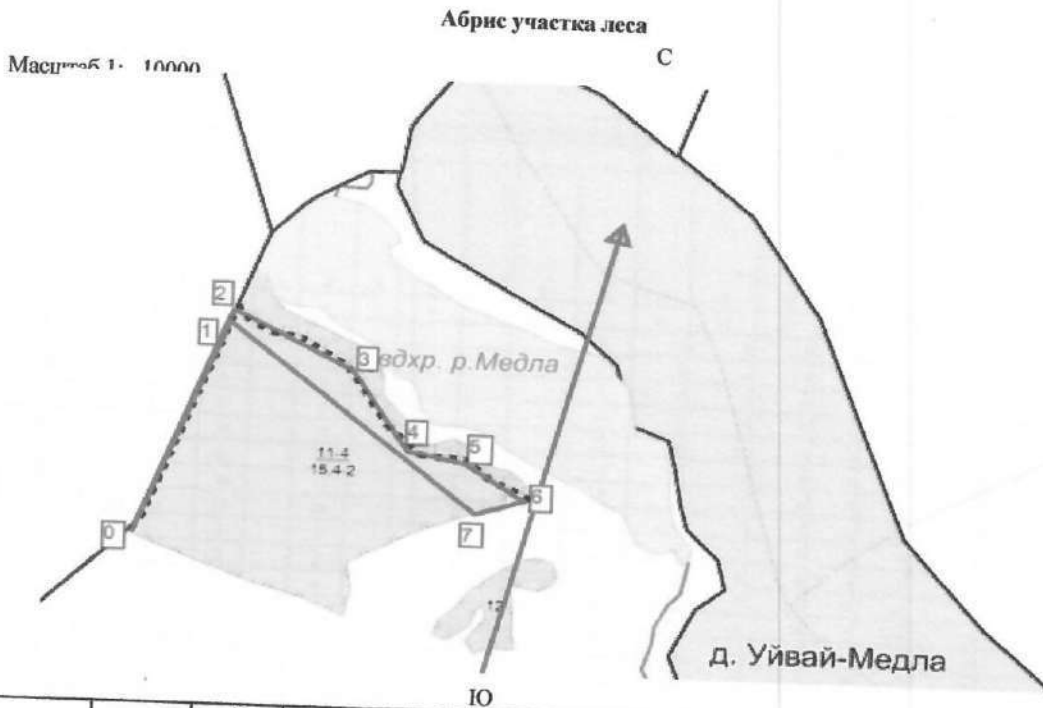 Абрис участка леса
С
Масштаб 1: 10000
2
1
3
вдхр. р.Медла
4
5
11-4
15.4-2
6
0
7
12
д. Уйвай-Медла
Ю